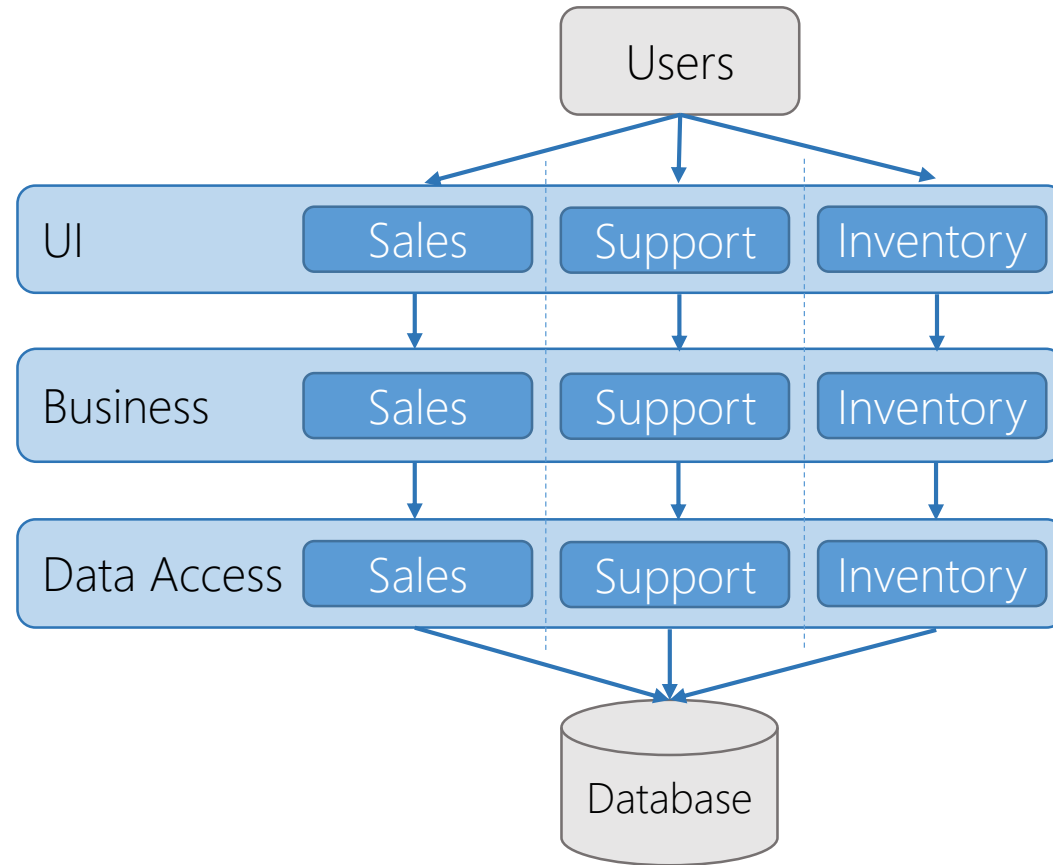 Users
UI
Sales
Support
Inventory
Business
Sales
Support
Inventory
Data Access
Sales
Support
Inventory
Database